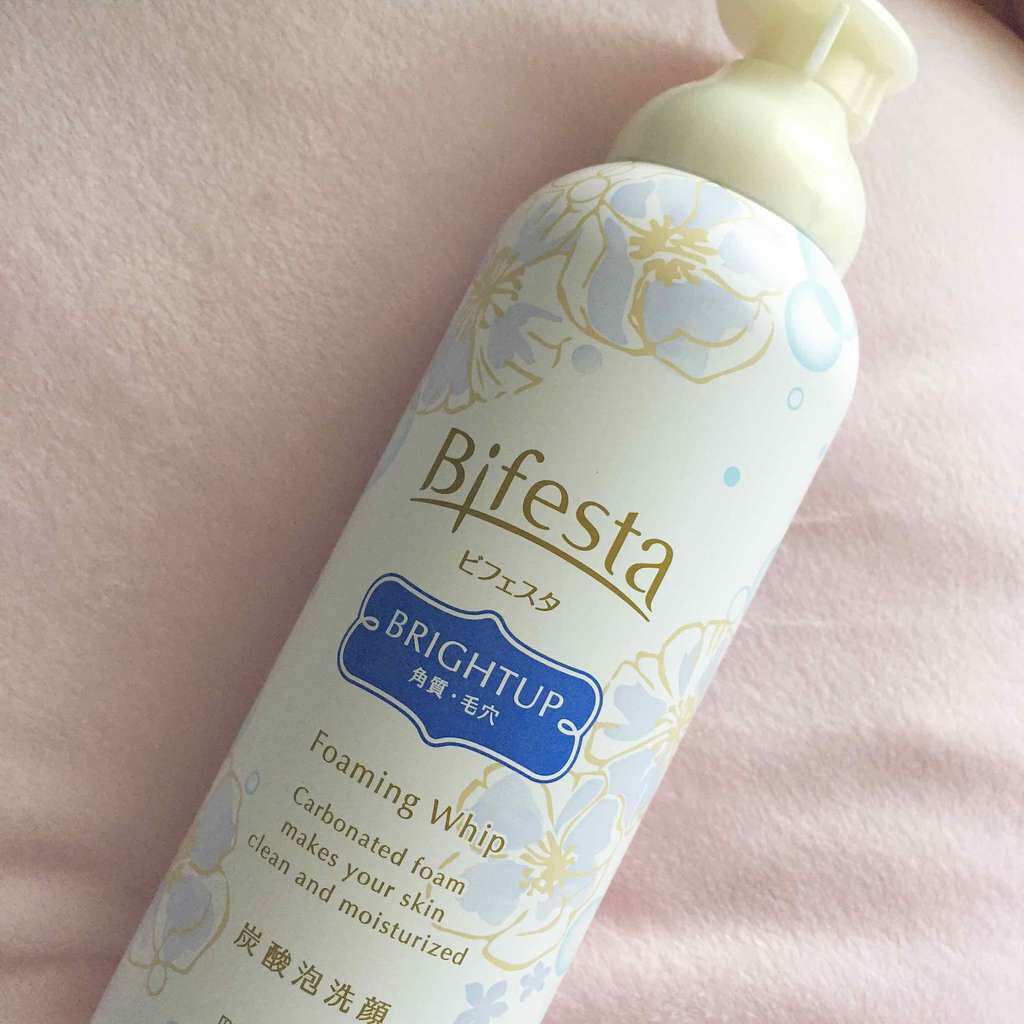 Bifesta
ビフェスタ
BRIGHTUP
角質・毛穴
Foaming Whip
Carbonated foam
makes your skin
clean and moisturized
炭酸泡洗顔